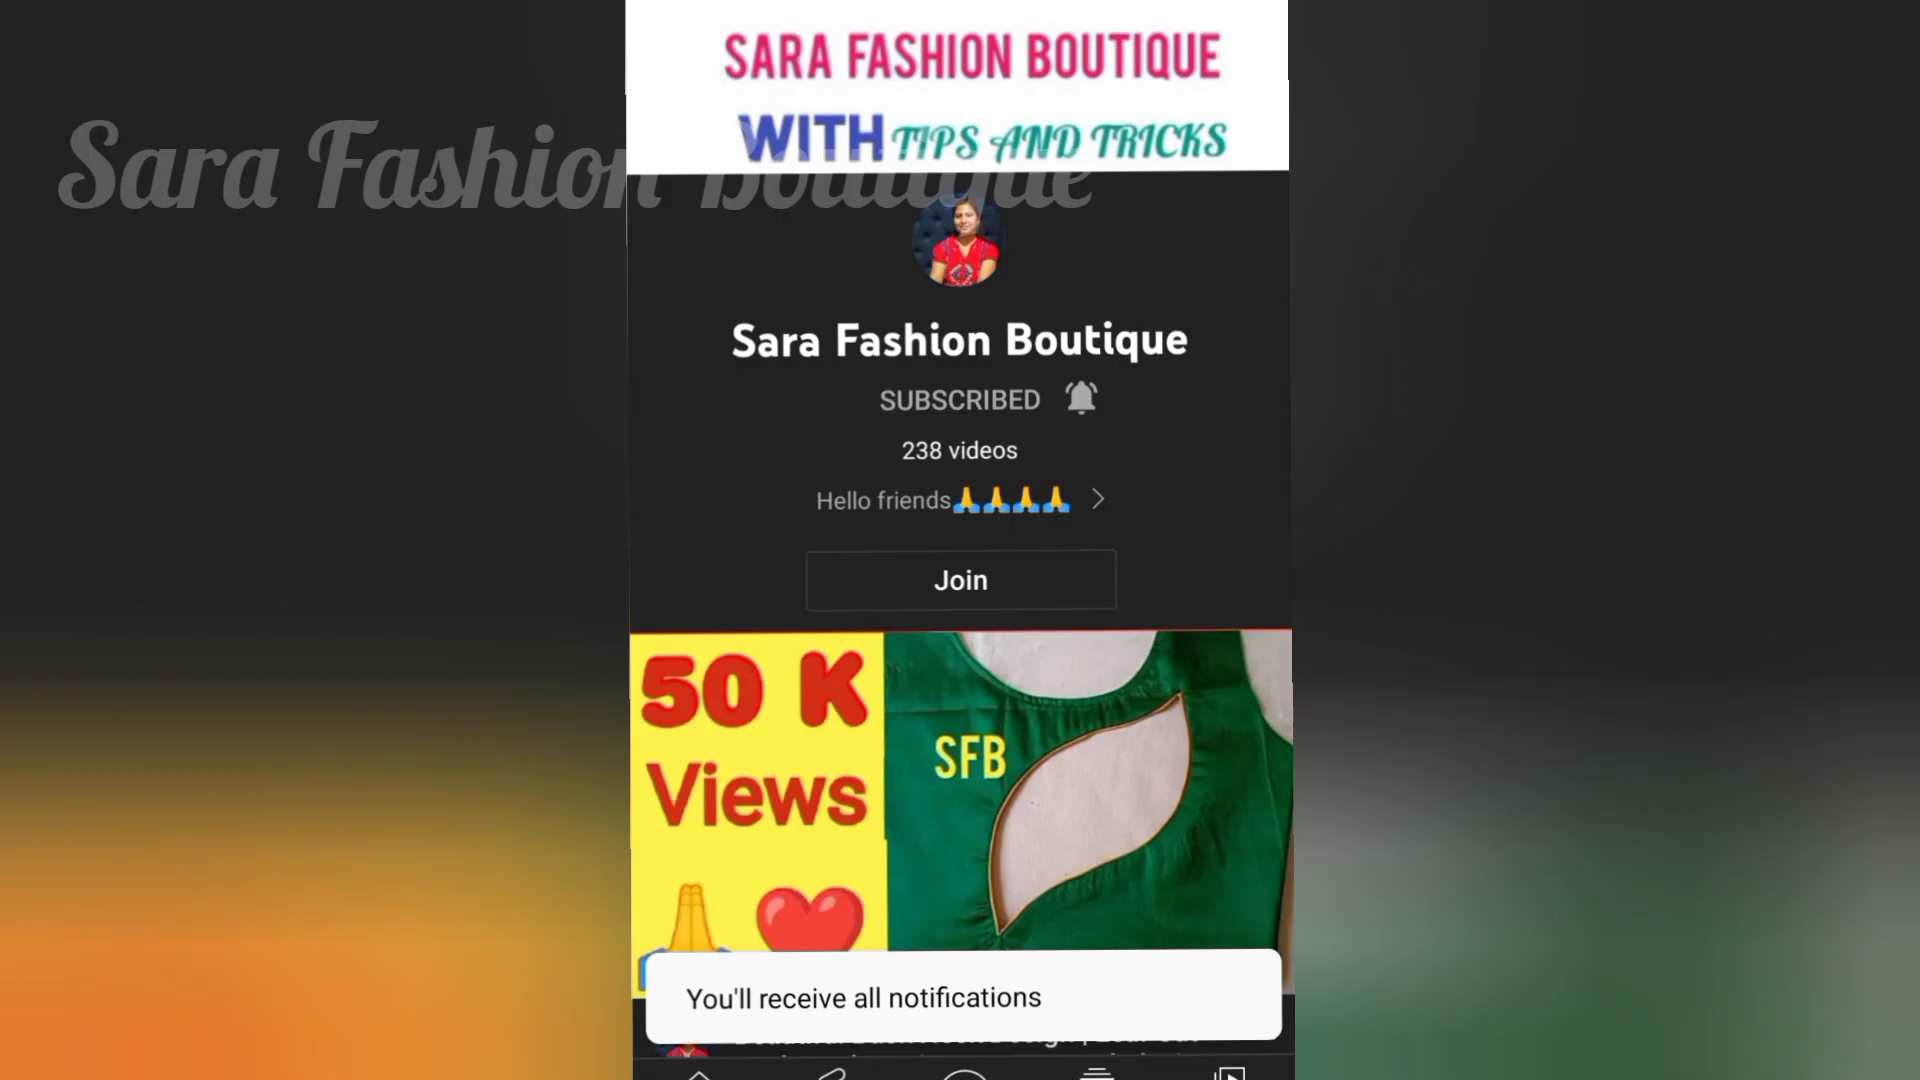 SARA FASHION BOUTIQUE
WITH TIPS AND TRICKS
Sara Fashion Boutique
Sara Fashion Boutique
SUBSCRIBED
238 videos
Hello friends🙏🙏🙏🙏
Join
50 K
Views
SFB
You'll receive all notifications